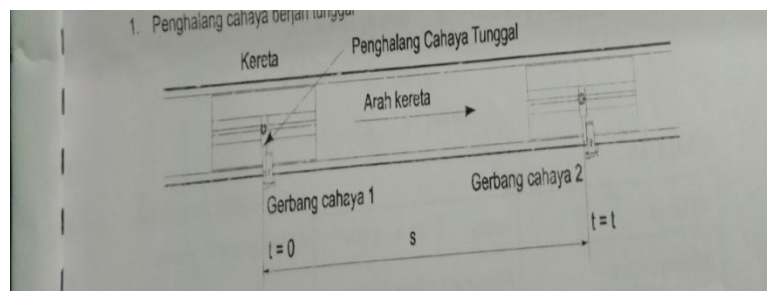 1. Penghalang cahaya berjari tunggal
Penghalang Cahaya Tunggal
Kereta
Arah kereta
Gerbang cahaya 1
Gerbang cahaya 2
t = 0
s
t = t